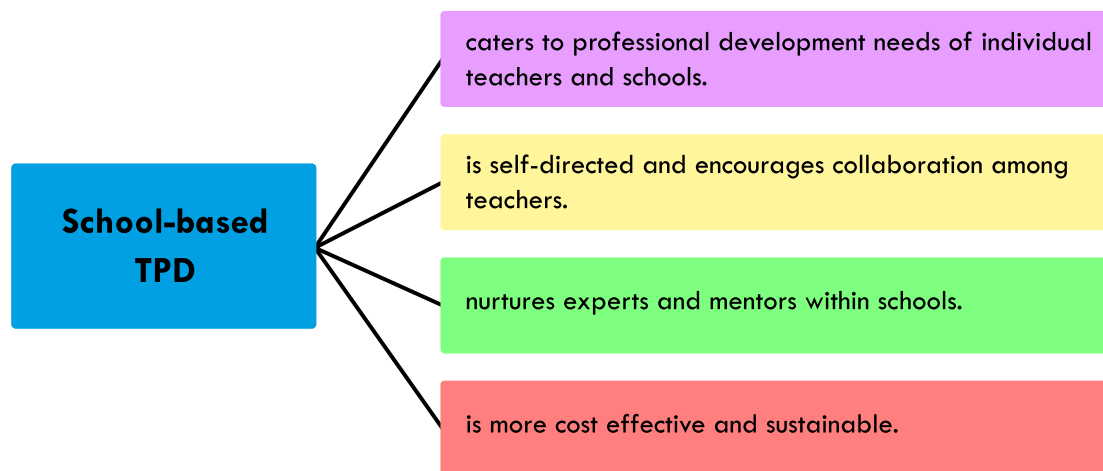 School-based
TPD
caters to professional development needs of individual
teachers and schools.
is self-directed and encourages collaboration among
teachers.
nurtures experts and mentors within schools.
is more cost effective and sustainable.